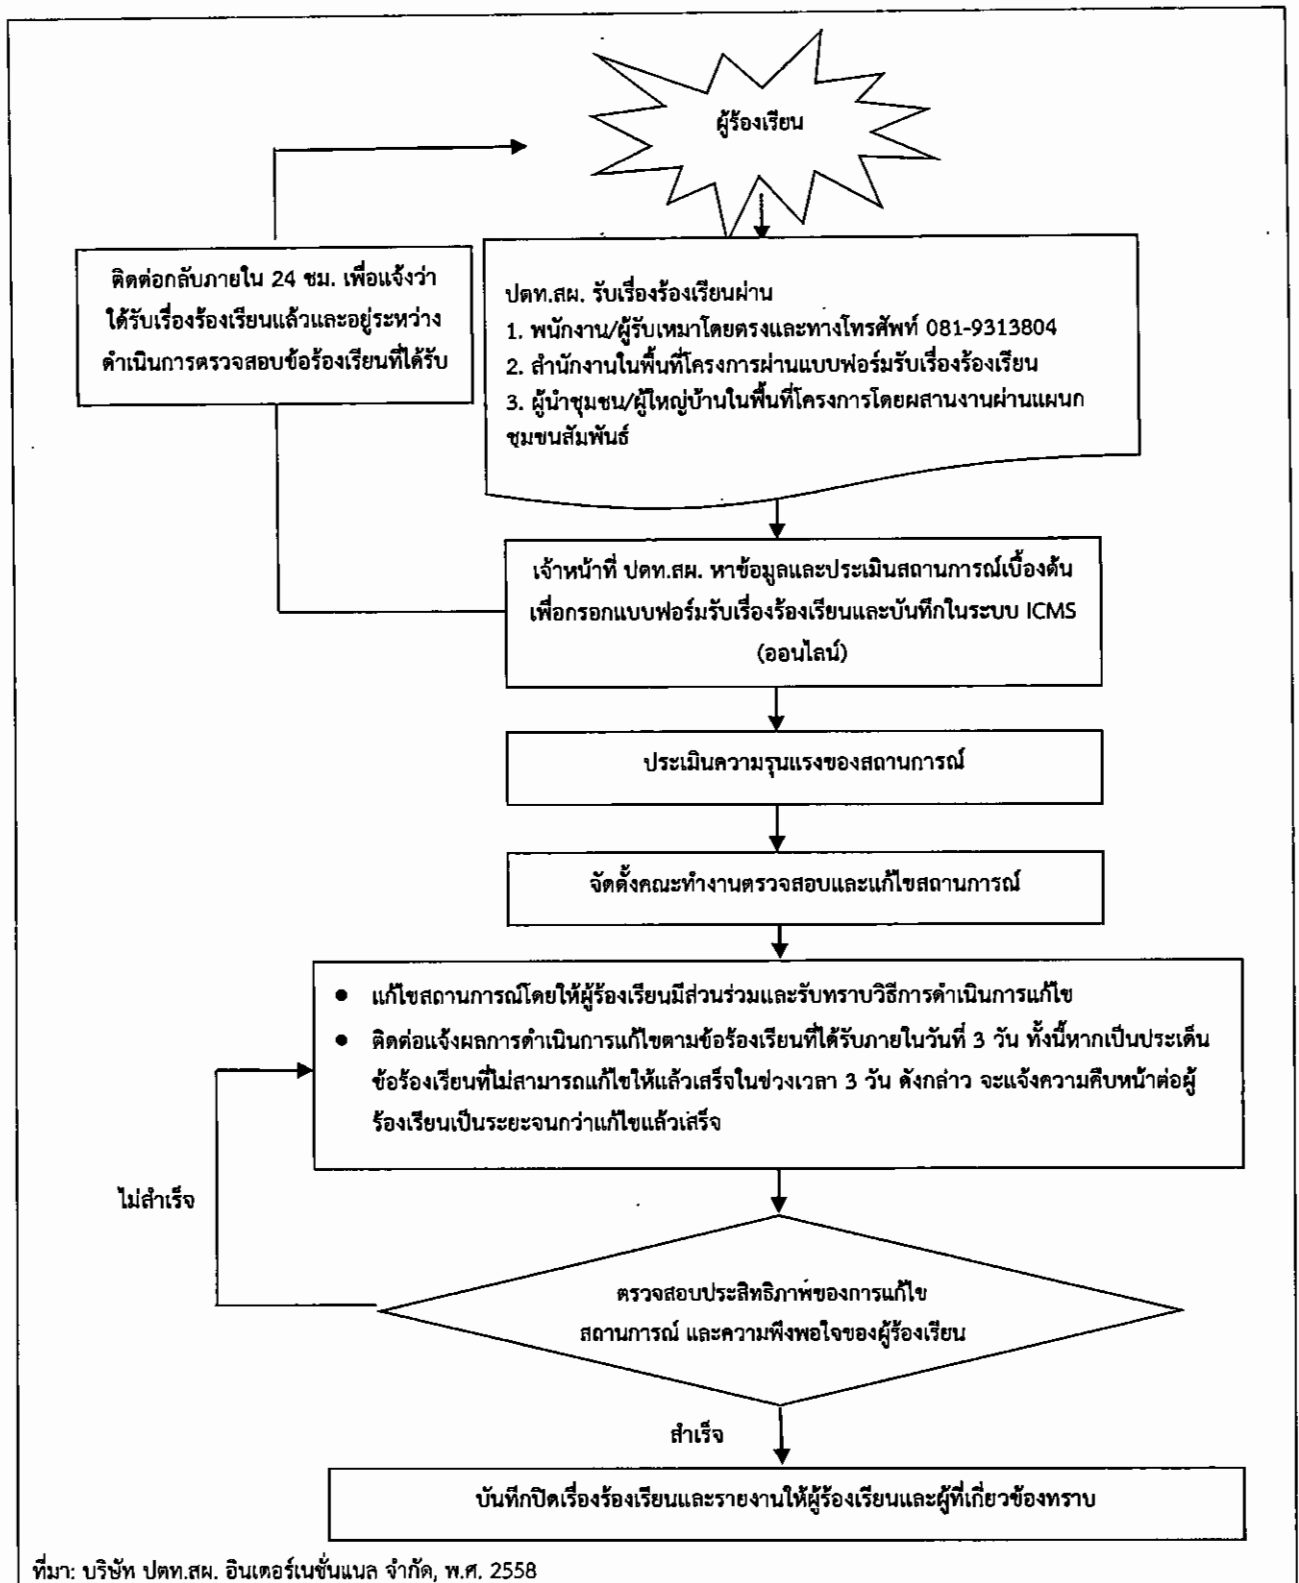 ผู้ร้องเรียน
ติดต่อกลับภายใน 24 ชม. เพื่อแจ้งว่า
ได้รับเรื่องร้องเรียนแล้วและอยู่ระหว่าง
ดำเนินการตรวจสอบข้อร้องเรียนที่ได้รับ
ปตท.สผ. รับเรื่องร้องเรียนผ่าน
1. พนักงาน/ผู้รับเหมาโดยตรงและทางโทรศัพท์ 081-9313804
2. สำนักงานในพื้นที่โครงการผ่านแบบฟอร์มรับเรื่องร้องเรียน
3. ผู้นำชุมชน/ผู้ใหญ่บ้านในพื้นที่โครงการโดยผสานงานผ่านแผนก
ชุมชนสัมพันธ์
เจ้าหน้าที่ ปตท.สผ. หาข้อมูลและประเมินสถานการณ์เบื้องต้น
เพื่อกรอกแบบฟอร์มรับเรื่องร้องเรียนและบันทึกในระบบ ICMS
(ออนไลน์)
ประเมินความรุนแรงของสถานการณ์
จัดตั้งคณะทำงานตรวจสอบและแก้ไขสถานการณ์
● แก้ไขสถานการณ์โดยให้ผู้ร้องเรียนมีส่วนร่วมและรับทราบวิธีการดำเนินการแก้ไข
● ติดต่อแจ้งผลการดำเนินการแก้ไขตามข้อร้องเรียนที่ได้รับภายในวันที่ 3 วัน ทั้งนี้หากเป็นประเด็น
ข้อร้องเรียนที่ไม่สามารถแก้ไขให้แล้วเสร็จในช่วงเวลา 3 วัน ดังกล่าว จะแจ้งความคืบหน้าต่อผู้
ร้องเรียนเป็นระยะจนกว่าแก้ไขแล้วเสร็จ
ไม่สำเร็จ
ตรวจสอบประสิทธิภาพของการแก้ไข
สถานการณ์ และความพึงพอใจของผู้ร้องเรียน
สำเร็จ
บันทึกปิดเรื่องร้องเรียนและรายงานให้ผู้ร้องเรียนและผู้ที่เกี่ยวข้องทราบ
ที่มา: บริษัท ปตท.สผ. อินเตอร์เนชั่นแนล จำกัด, พ.ศ. 2558